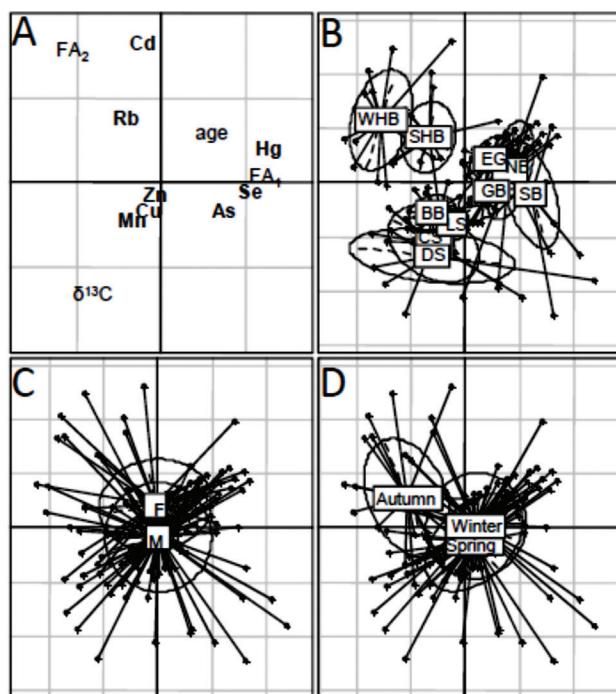 A
FA₂
Cd
Rb
age
Hg
FA₁
Se
Zn
Cu
As
Mn
δ¹³C
B
WHB
SHB
EG
NB
GB
SB
BB
LS
CS
DS
C
F
M
D
Autumn
Winter
Spring